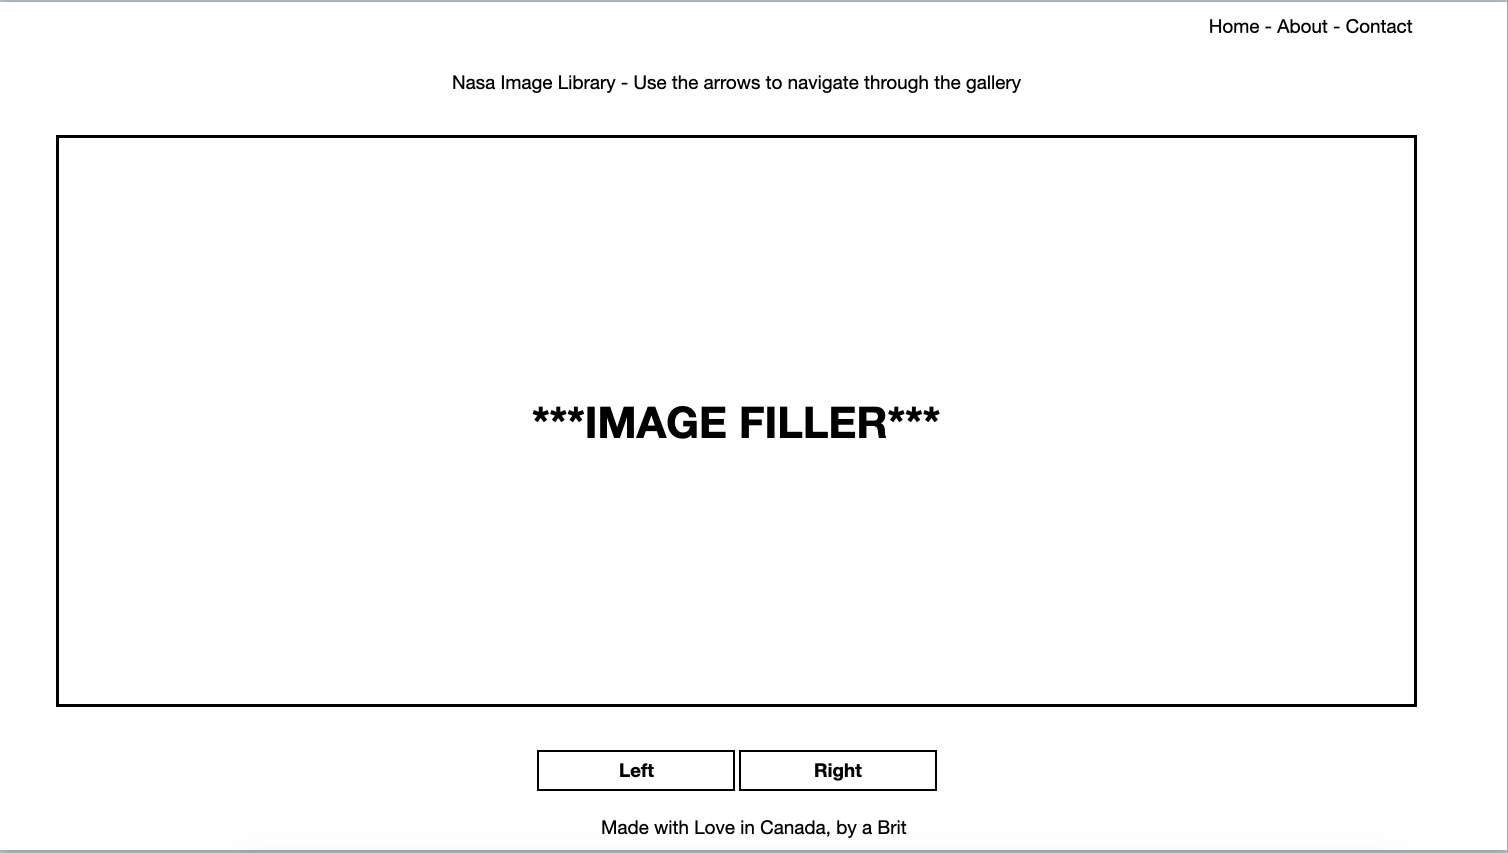 Home - About - Contact
Nasa Image Library - Use the arrows to navigate through the gallery
***IMAGE FILLER***
Left
Right
Made with Love in Canada, by a Brit